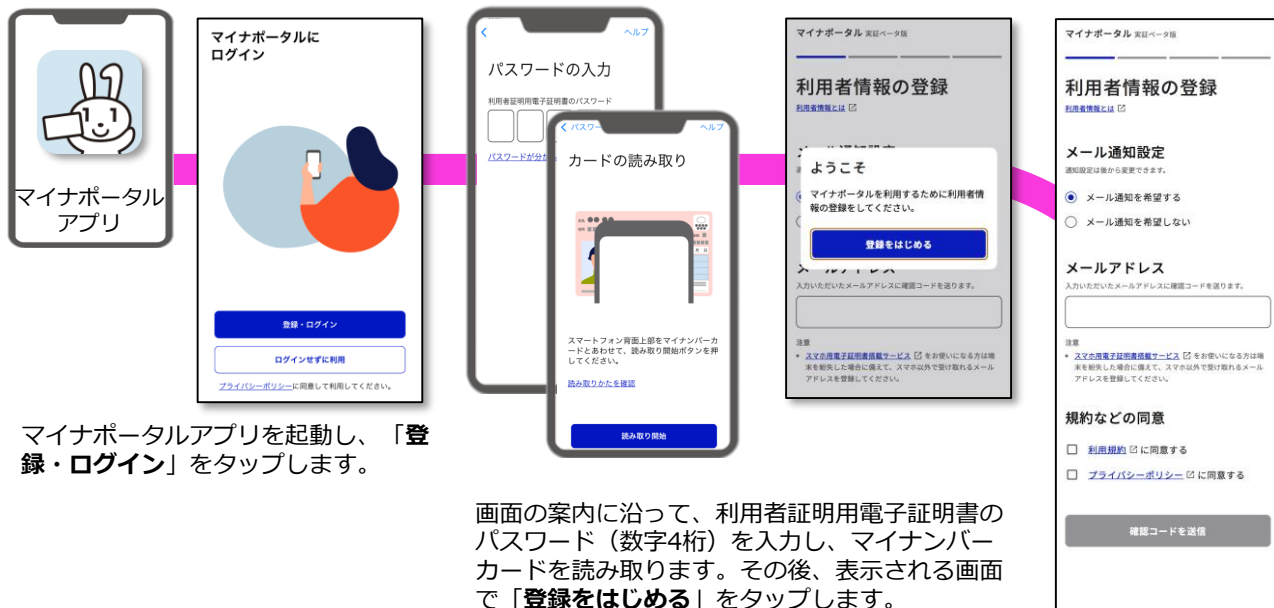 マイナポータル
アプリ
マイナポータルに
ログイン
登録・ログイン
ログインせずに利用
プライバシーポリシーに同意して利用してください。
マイナポータルアプリを起動し、「登
録・ログイン」をタップします。
ヘルプ
パスワードの入力
利用者証明用電子証明書のパスワード
パスワードが分か
パスワー
ヘルプ
カードの読み取り
スマートフォン背面上部をマイナンバーカ
ードとあわせて、読み取り開始ボタンを押
してください。
読み取りかたを確認
読み取り開始
画面の案内に沿って、利用者証明用電子証明書の
パスワード（数字4桁）を入力し、マイナンバー
カードを読み取ります。その後、表示される画面
で「登録をはじめる」をタップします。
マイナポータル 実証ベータ版
利用者情報の登録
利用者情報とは
ようこそ
マイナポータルを利用するために利用者情
報の登録をしてください。
登録をはじめる
メールアドレス
入力いただいたメールアドレスに確認コードを送ります。
注意
• スマホ用電子証明書搭載サービス をお使いになる方は端
末を紛失した場合に備えて、スマホ以外で受け取れるメール
アドレスを登録してください。
マイナポータル 実証ベータ版
利用者情報の登録
利用者情報とは
メール通知設定
通知設定は後から変更できます。
メール通知を希望する
メール通知を希望しない
メールアドレス
入力いただいたメールアドレスに確認コードを送ります。
注意
• スマホ用電子証明書搭載サービス をお使いになる方は端
末を紛失した場合に備えて、スマホ以外で受け取れるメール
アドレスを登録してください。
規約などの同意
利用規約 に同意する
プライバシーポリシー に同意する
確認コードを送信